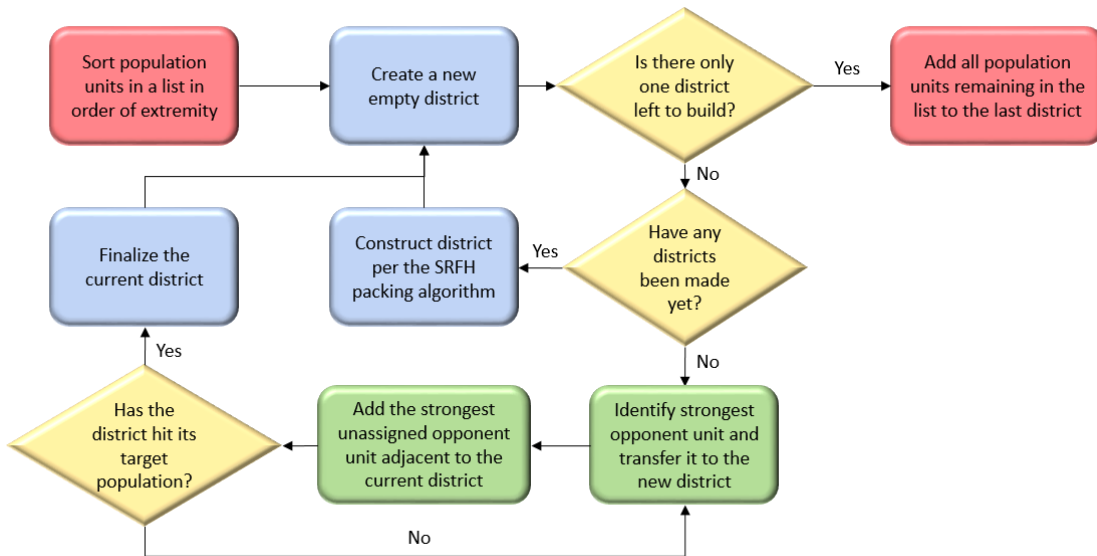 Sort population
units in a list in
order of extremity
Create a new
empty district
Is there only
one district
left to build?
Yes
Add all population
units remaining in the
list to the last district
No
Finalize the
current district
Construct district
per the SRFH
packing algorithm
Yes
Have any
districts
been made
yet?
Yes
No
Has the
district hit its
target
population?
Add the strongest
unassigned opponent
unit adjacent to the
current district
Identify strongest
opponent unit and
transfer it to the
new district
No